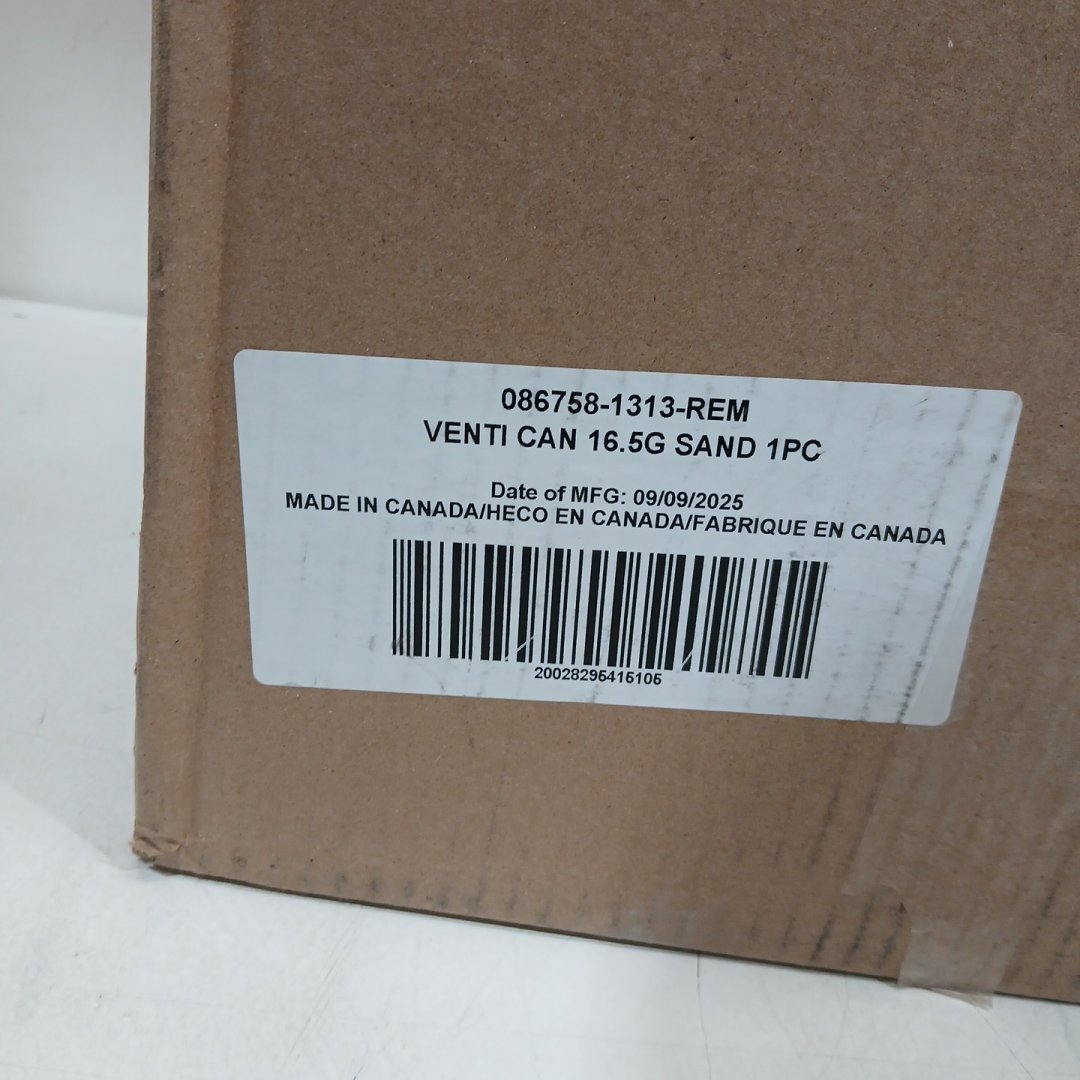 086758-1313-REM
VENTI CAN 16.5G SAND 1PC
Date of MFG: 09/09/2025
MADE IN CANADA/HECO EN CANADA/FABRIQUE EN CANADA
20028295415105